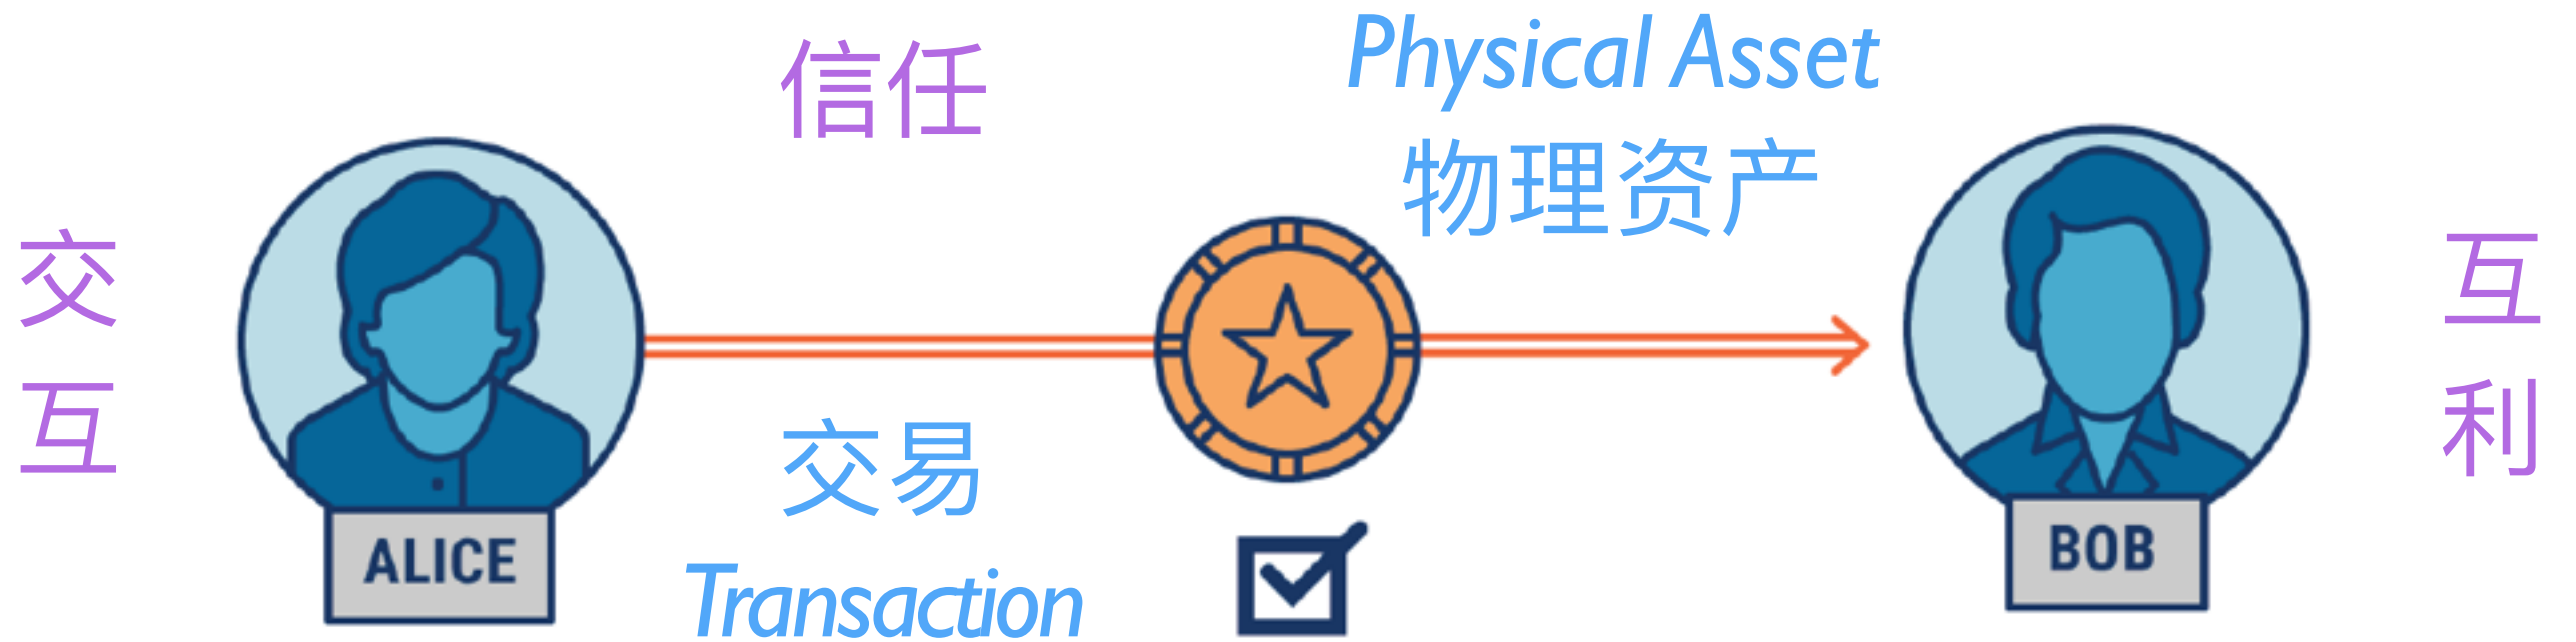 交
互
信任
Physical Asset
物理资产
交易
Transaction
ALICE
BOB
互
利